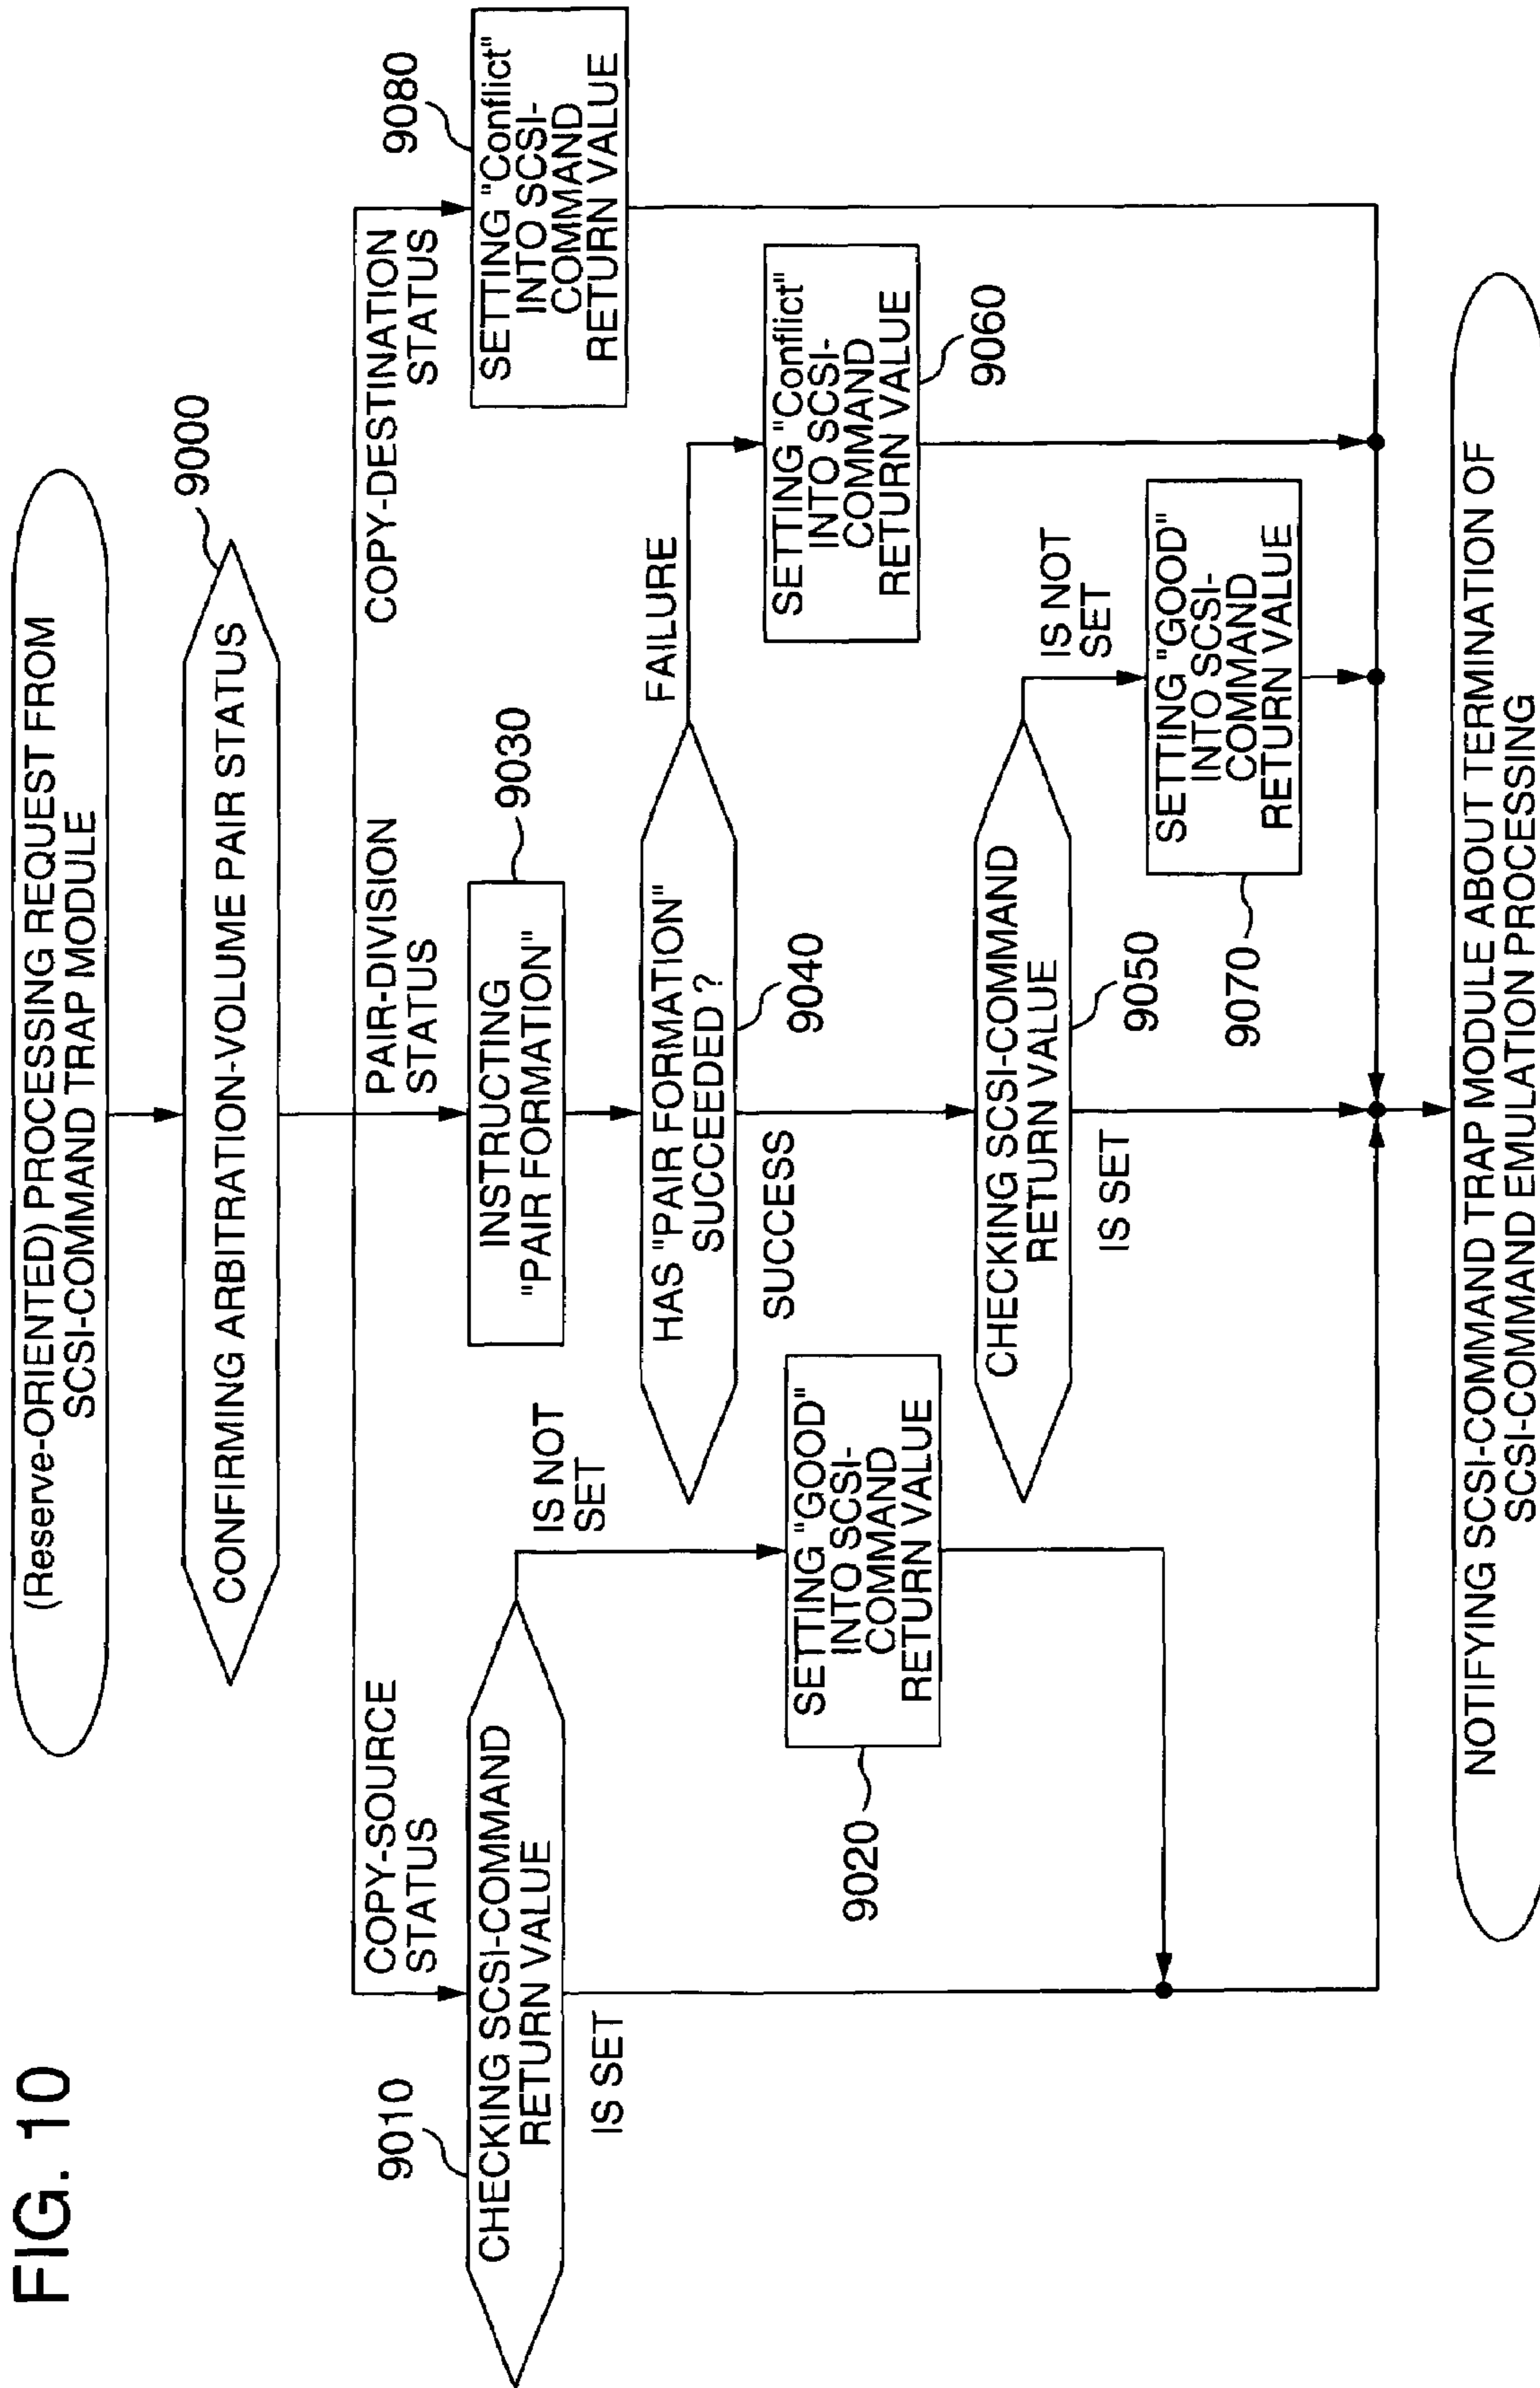 FIG. 10
(Reserve-ORIENTED) PROCESSING REQUEST FROM
SCSI-COMMAND TRAP MODULE
9000
CONFIRMING ARBITRATION-VOLUME PAIR STATUS
COPY-SOURCE
STATUS
PAIR-DIVISION
STATUS
COPY-DESTINATION
STATUS
9010
CHECKING SCSI-COMMAND
RETURN VALUE
IS NOT
SET
IS SET
9020
SETTING "GOOD"
INTO SCSI-
COMMAND
RETURN VALUE
INSTRUCTING
"PAIR FORMATION"
9030
HAS "PAIR FORMATION"
SUCCEEDED ?
9040
FAILURE
SUCCESS
CHECKING SCSI-COMMAND
RETURN VALUE
9050
IS NOT
SET
IS SET
SETTING "Conflict"
INTO SCSI-
COMMAND
RETURN VALUE
9060
9070
SETTING "GOOD"
INTO SCSI-
COMMAND
RETURN VALUE
9080
SETTING "Conflict"
INTO SCSI-
COMMAND
RETURN VALUE
NOTIFYING SCSI-COMMAND TRAP MODULE ABOUT TERMINATION OF
SCSI-COMMAND EMULATION PROCESSING